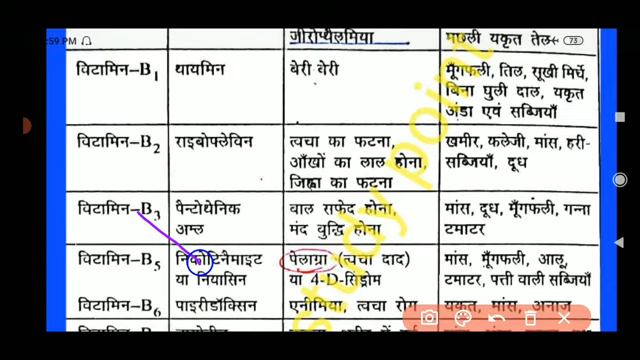 :59 PM
73
जीरोप्थैलमिया
मछली यकृत तेल
विटामिन–B1
थायमिन
बेरी बेरी
मूँगफली, तिल, सूखी मिर्चे,
बिना घुली दाल, यकृत
अंडा एवं सब्जियाँ
विटामिन–B2
राइबोफ्लेविन
त्वचा का फटना,
आँखों का लाल होना,
जिह्वा का फटना
खमीर, कलेजी, मांस, हरी-
सब्जियाँ, दूध
विटामिन–B3
पैन्टोथेनिक
अम्ल
बाल सफेद होना,
मंद बुद्धि होना
मांस, दूध, मूँगफली, गन्ना
टमाटर
विटामिन–B5
निकोटिनैमाइट
या नियासिन
पेलाग्रा (त्वचा दाद)
या 4-D-सिंड्रोम
मांस, मूँगफली, आलू,
टमाटर, पत्ती वाली सब्जियाँ
विटामिन–B6
पाइरीडॉक्सिन
एनीमिया, त्वचा रोग
यकृत, मांस, अनाज
study point